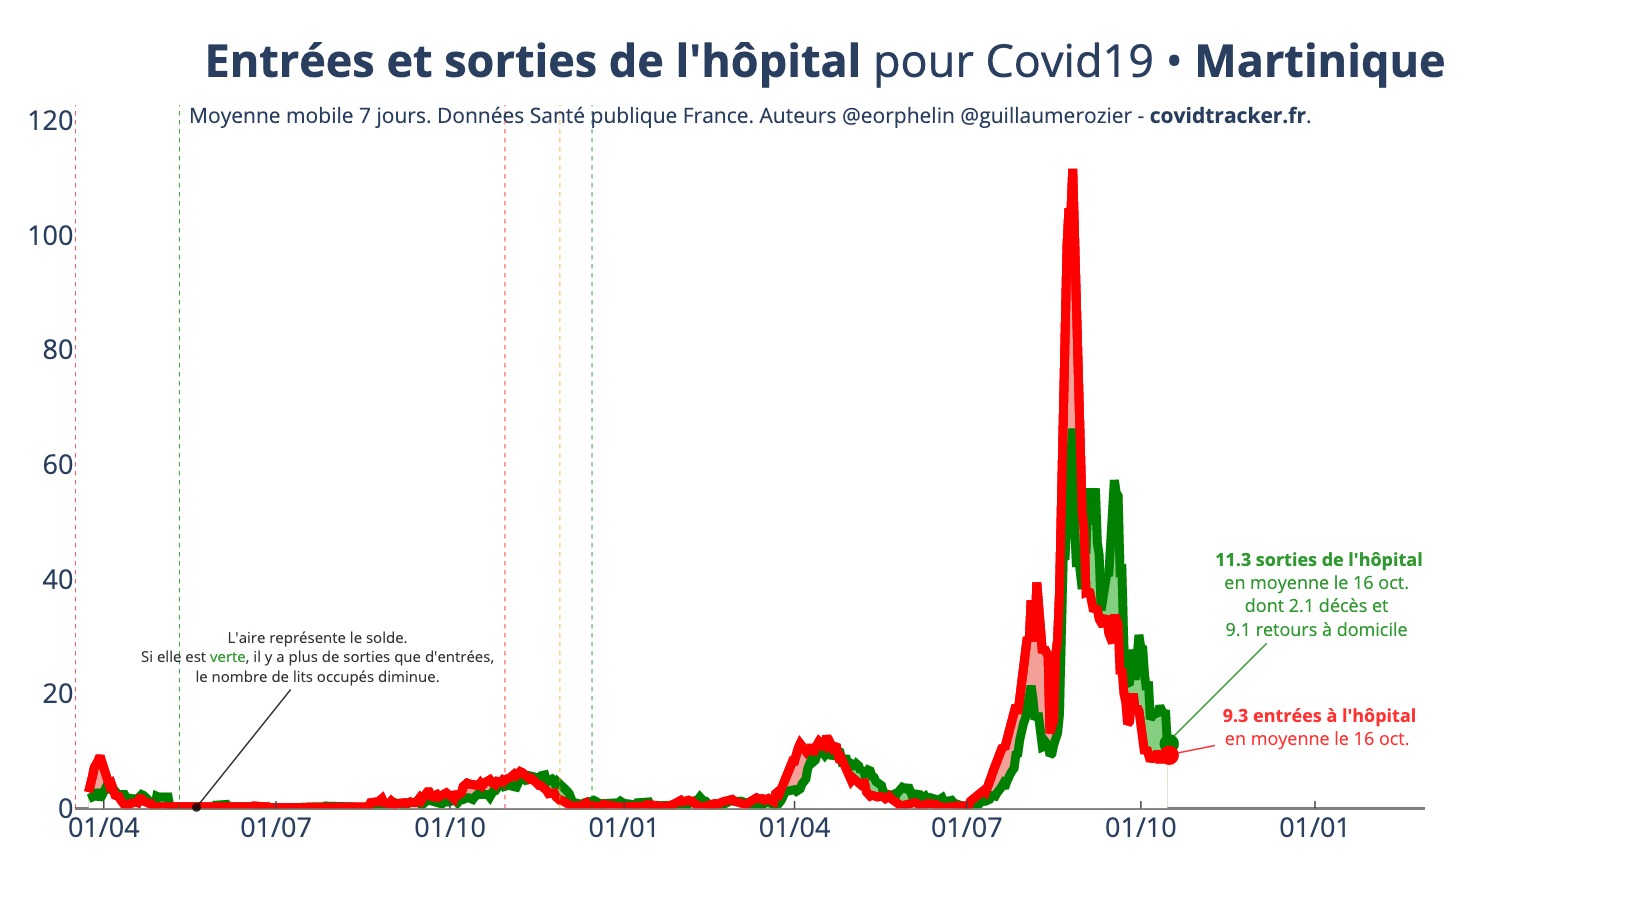 Entrées et sorties de l'hôpital pour Covid19 • Martinique
Moyenne mobile 7 jours. Données Santé publique France. Auteurs @eorphelin @guillaumerozier - covidtracker.fr.
120
100
80
60
40
20
0
11.3 sorties de l'hôpital
en moyenne le 16 oct.
dont 2.1 décès et
9.1 retours à domicile
L'aire représente le solde.
Si elle est verte, il y a plus de sorties que d'entrées,
le nombre de lits occupés diminue.
9.3 entrées à l'hôpital
en moyenne le 16 oct.
01/04 01/07 01/10 01/01 01/04 01/07 01/10 01/01